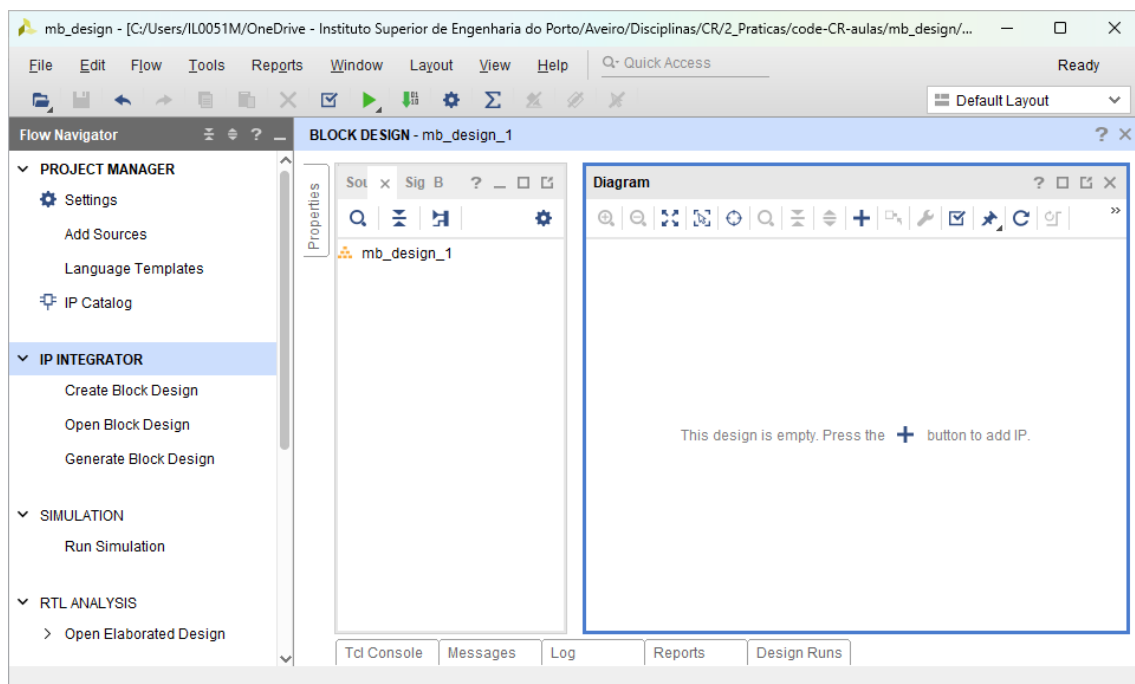 mb_design - [C:/Users/IL0051M/OneDrive - Instituto Superior de Engenharia do Porto/Aveiro/Disciplinas/CR/2_Praticas/code-CR-aulas/mb_design/...
File Edit Flow Tools Reports Window Layout View Help Q- Quick Access Ready
Default Layout
Flow Navigator
PROJECT MANAGER
Settings
Add Sources
Language Templates
IP Catalog
IP INTEGRATOR
Create Block Design
Open Block Design
Generate Block Design
SIMULATION
Run Simulation
RTL ANALYSIS
Open Elaborated Design
BLOCK DESIGN - mb_design_1
Properties
Sou Sig B
mb_design_1
Diagram
This design is empty. Press the + button to add IP.
Tcl Console Messages Log Reports Design Runs